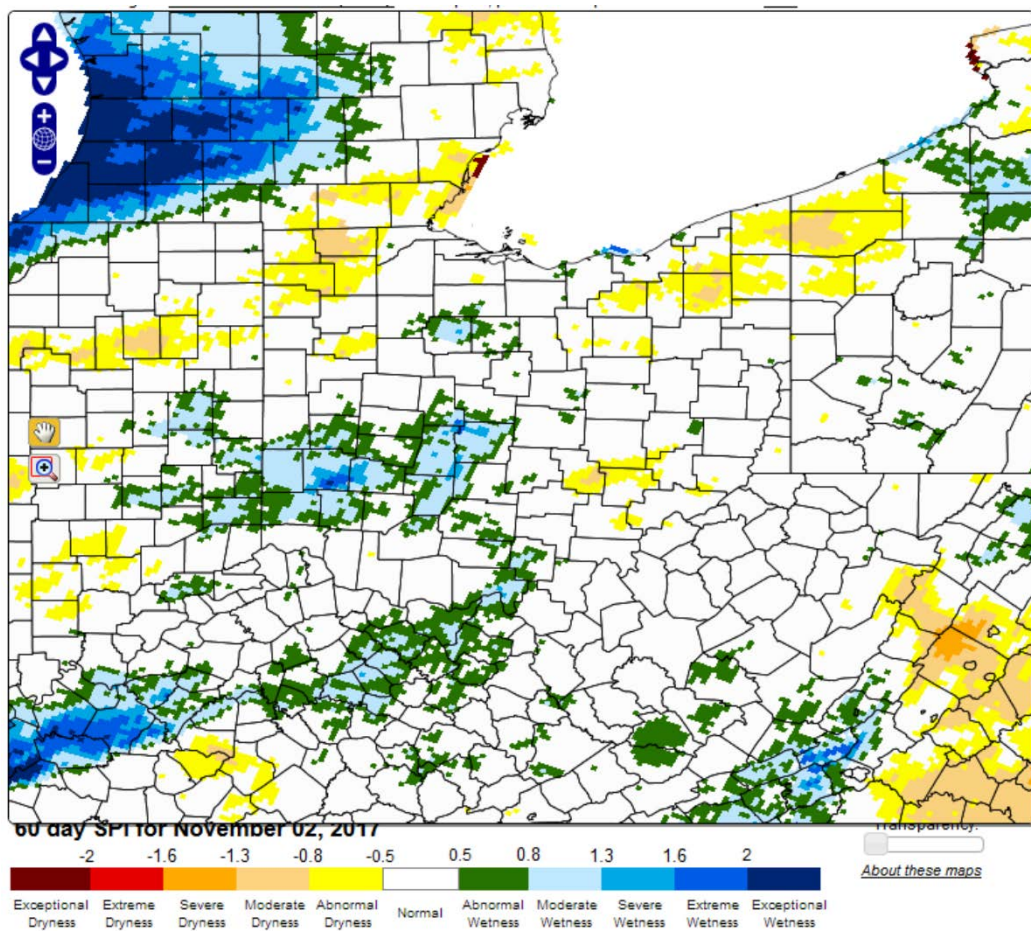 60 day SPI for November 02, 2017
Transparency:
-2 -1.6 -1.3 -0.8 -0.5 0.5 0.8 1.3 1.6 2
About these maps
Exceptional Dryness
Extreme Dryness
Severe Dryness
Moderate Dryness
Abnormal Dryness
Normal
Abnormal Wetness
Moderate Wetness
Severe Wetness
Extreme Wetness
Exceptional Wetness